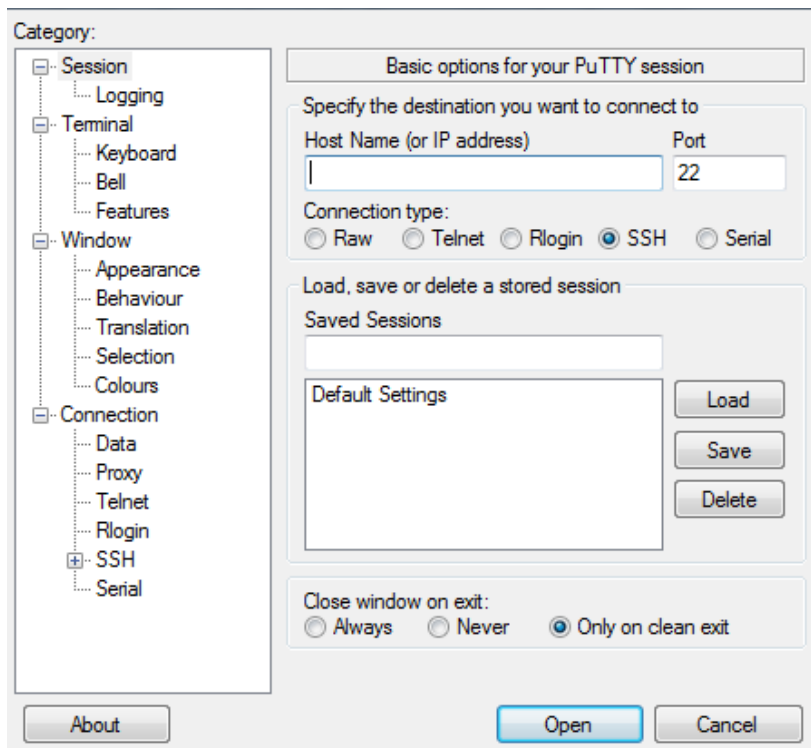 Category:
Session
Logging
Terminal
Keyboard
Bell
Features
Window
Appearance
Behaviour
Translation
Selection
Colours
Connection
Data
Proxy
Telnet
Rlogin
SSH
Serial
Basic options for your PuTTY session
Specify the destination you want to connect to
Host Name (or IP address) Port
22
Connection type:
Raw Telnet Rlogin SSH Serial
Load, save or delete a stored session
Saved Sessions
Default Settings
Load
Save
Delete
Close window on exit:
Always Never Only on clean exit
About Open Cancel